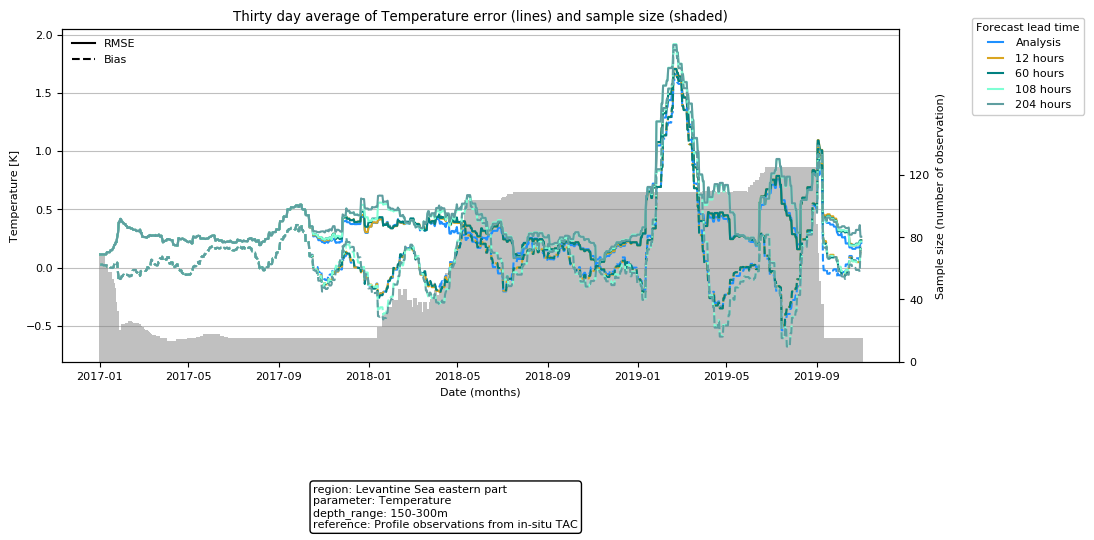 Thirty day average of Temperature error (lines) and sample size (shaded)
RMSE
Bias
Forecast lead time
Analysis
12 hours
60 hours
108 hours
204 hours
2.0
1.5
1.0
0.5
0.0
−0.5
Temperature [K]
120
80
40
0
Sample size (number of observation)
2017-01 2017-05 2017-09 2018-01 2018-05 2018-09 2019-01 2019-05 2019-09
Date (months)
region: Levantine Sea eastern part
parameter: Temperature
depth_range: 150-300m
reference: Profile observations from in-situ TAC